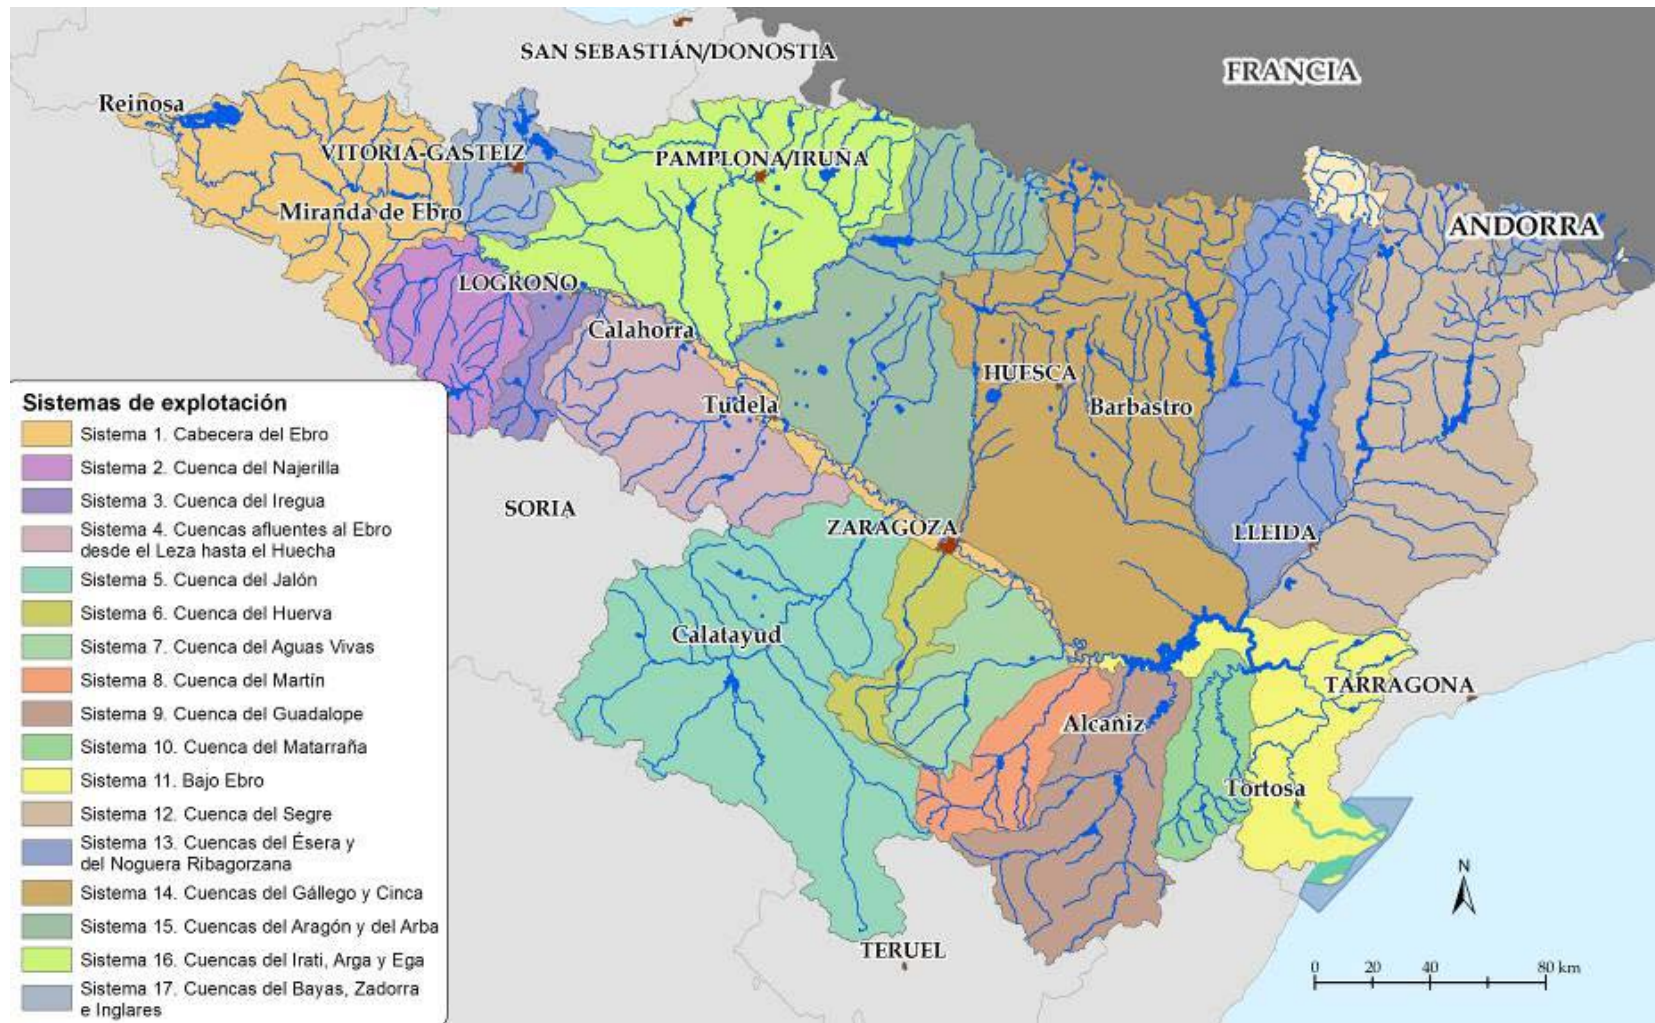 SAN SEBASTIÁN/DONOSTIA
FRANCIA
Reinosa
VITORIA-GASTEIZ
PAMPLONA/IRUÑA
Miranda de Ebro
ANDORRA
LOGROÑO
Calahorra
HUESCA
Tudela
Barbastro
SORIA
ZARAGOZA
LLEIDA
Calatayud
TARRAGONA
Alcañiz
Tortosa
TERUEL
Sistemas de explotación
Sistema 1. Cabecera del Ebro
Sistema 2. Cuenca del Najerilla
Sistema 3. Cuenca del Iregua
Sistema 4. Cuencas afluentes al Ebro
desde el Leza hasta el Huecha
Sistema 5. Cuenca del Jalón
Sistema 6. Cuenca del Huerva
Sistema 7. Cuenca del Aguas Vivas
Sistema 8. Cuenca del Martín
Sistema 9. Cuenca del Guadalope
Sistema 10. Cuenca del Matarraña
Sistema 11. Bajo Ebro
Sistema 12. Cuenca del Segre
Sistema 13. Cuencas del Ésera y
del Noguera Ribagorzana
Sistema 14. Cuencas del Gállego y Cinca
Sistema 15. Cuencas del Aragón y del Arba
Sistema 16. Cuencas del Irati, Arga y Ega
Sistema 17. Cuencas del Bayas, Zadorra
e Inglares
N
0 20 40 80 km